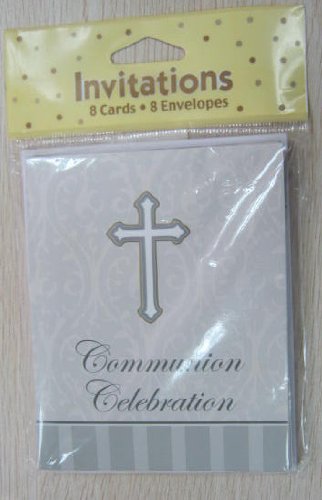 Invitations
8 Cards • 8 Envelopes
Communion
Celebration